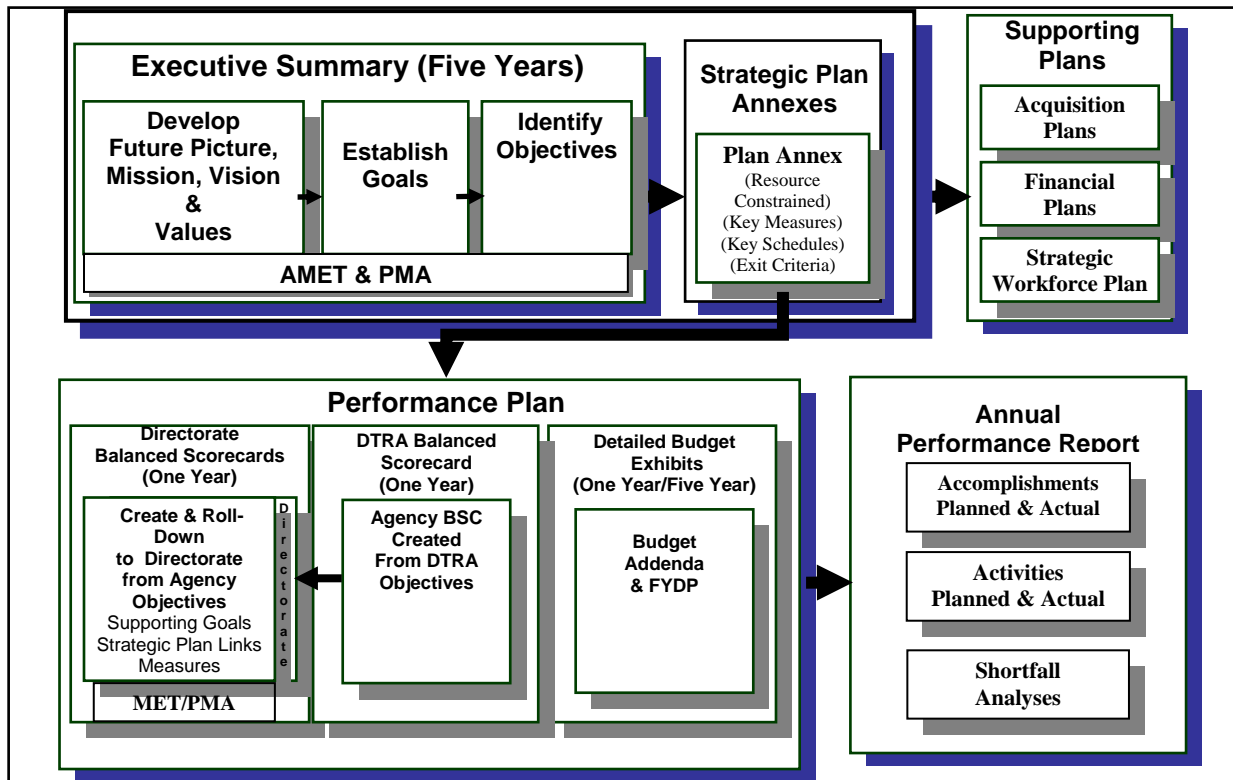 Executive Summary (Five Years)
Develop
Future Picture,
Mission, Vision
&
Values
Establish
Goals
Identify
Objectives
AMET & PMA
Strategic Plan
Annexes
Plan Annex
(Resource
Constrained)
(Key Measures)
(Key Schedules)
(Exit Criteria)
Supporting
Plans
Acquisition
Plans
Financial
Plans
Strategic
Workforce Plan
Performance Plan
Directorate
Balanced Scorecards
(One Year)
Create & Roll-
Down
to Directorate
from Agency
Objectives
Supporting Goals
Strategic Plan Links
Measures
Directorate
MET/PMA
DTRA Balanced
Scorecard
(One Year)
Agency BSC
Created
From DTRA
Objectives
Detailed Budget
Exhibits
(One Year/Five Year)
Budget
Addenda
& FYDP
Annual
Performance Report
Accomplishments
Planned & Actual
Activities
Planned & Actual
Shortfall
Analyses